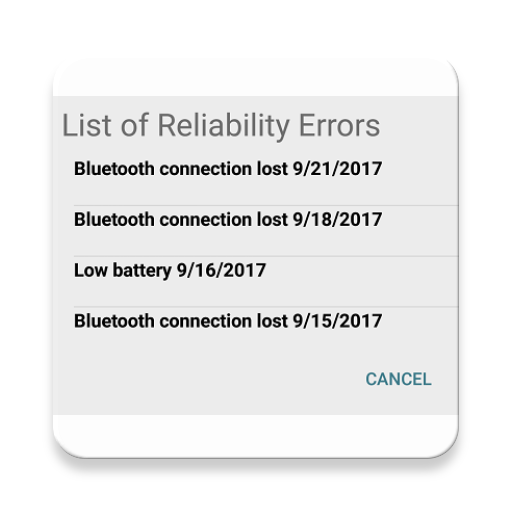 List of Reliability Errors
Bluetooth connection lost 9/21/2017
Bluetooth connection lost 9/18/2017
Low battery 9/16/2017
Bluetooth connection lost 9/15/2017
CANCEL